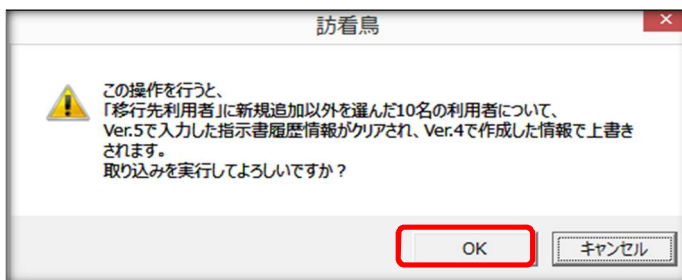 訪看鳥
この操作を行うと、
「移行先利用者」に新規追加以外を選んだ10名の利用者について、
Ver.5で入力した指示書履歴情報がクリアされ、Ver.4で作成した情報で上書き
されます。
取り込みを実行してよろしいですか？
OK キャンセル